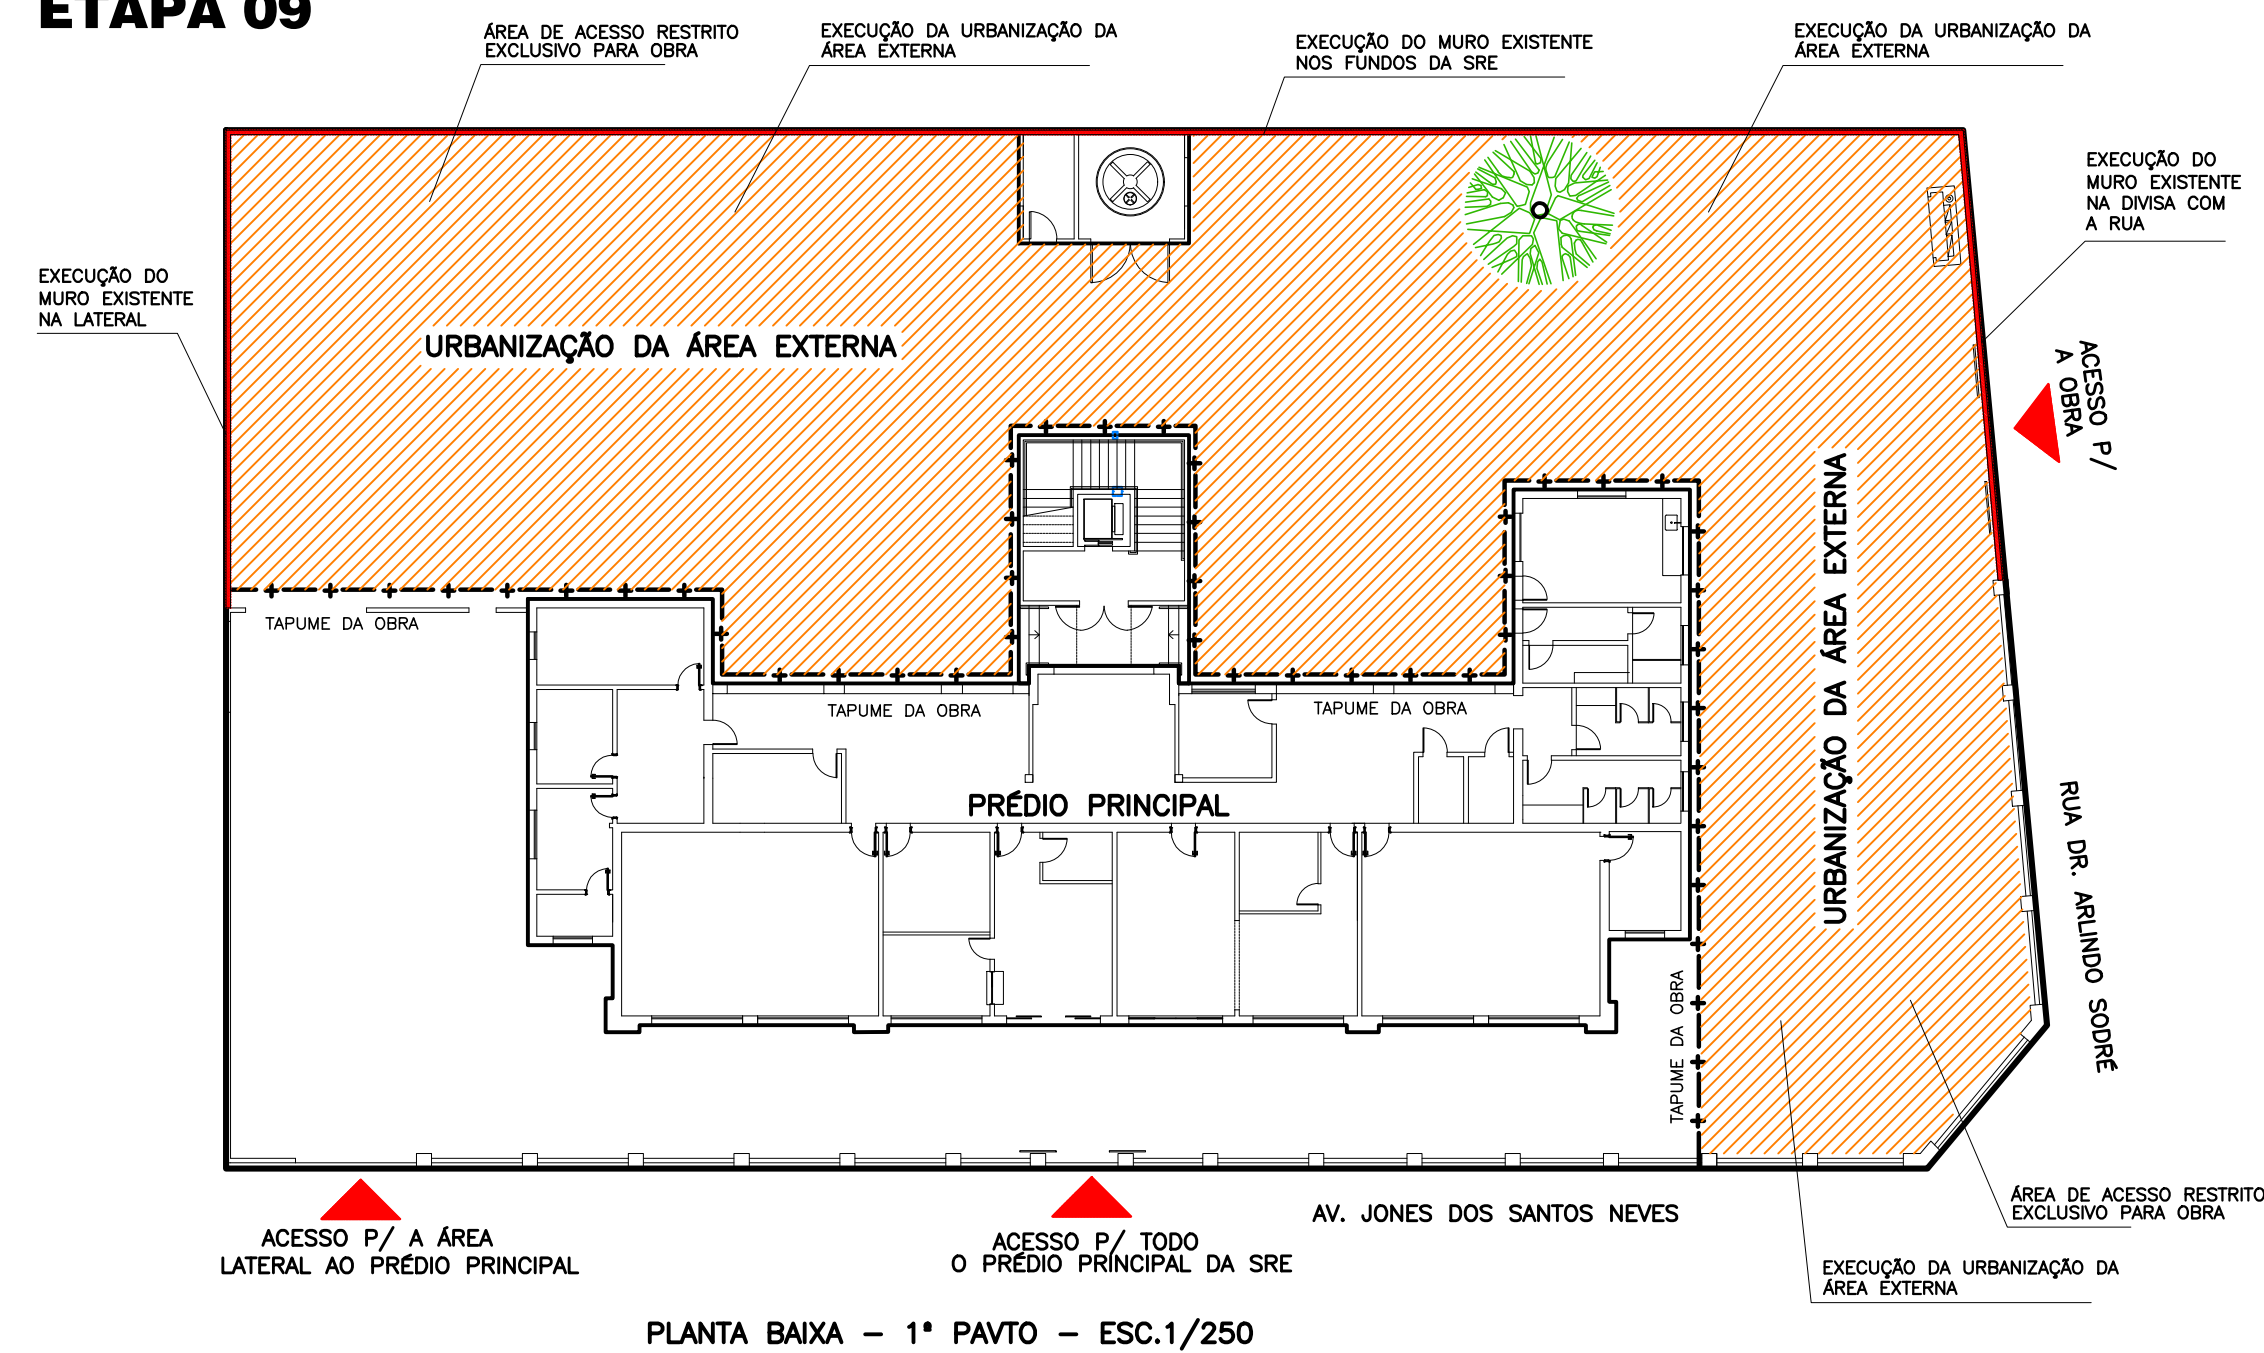 ETAPA 09
ÁREA DE ACESSO RESTRITO
EXCLUSIVO PARA OBRA
EXECUÇÃO DA URBANIZAÇÃO DA
ÁREA EXTERNA
EXECUÇÃO DO MURO EXISTENTE
NOS FUNDOS DA SRE
EXECUÇÃO DA URBANIZAÇÃO DA
ÁREA EXTERNA
EXECUÇÃO DO
MURO EXISTENTE
NA DIVISA COM
A RUA
EXECUÇÃO DO
MURO EXISTENTE
NA LATERAL
URBANIZAÇÃO DA ÁREA EXTERNA
ACESSO P/
A OBRA
URBANIZAÇÃO DA ÁREA EXTERNA
TAPUME DA OBRA
TAPUME DA OBRA
TAPUME DA OBRA
PRÉDIO PRINCIPAL
RUA DR. ARLINDO SODRÉ
TAPUME DA OBRA
ÁREA DE ACESSO RESTRITO
EXCLUSIVO PARA OBRA
AV. JONES DOS SANTOS NEVES
ACESSO P/ A ÁREA
LATERAL AO PRÉDIO PRINCIPAL
ACESSO P/ TODO
O PRÉDIO PRINCIPAL DA SRE
EXECUÇÃO DA URBANIZAÇÃO DA
ÁREA EXTERNA
PLANTA BAIXA - 1º PAVTO - ESC.1/250